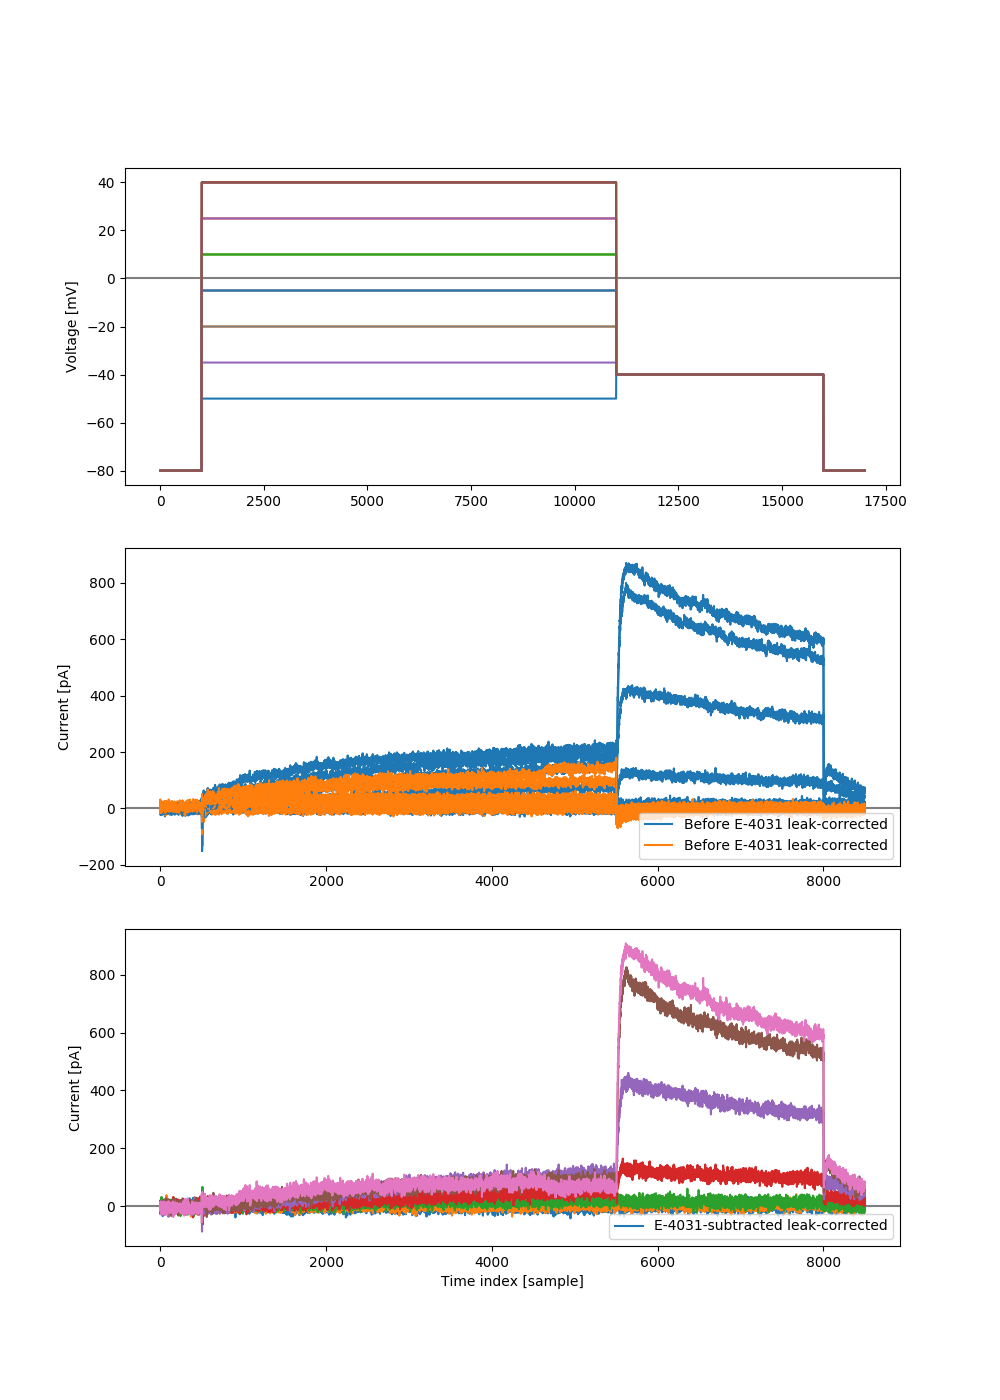 40
20
0
−20
−40
−60
−80
Voltage [mV]
0 2500 5000 7500 10000 12500 15000 17500
800
600
400
200
0
−200
Current [pA]
Before E-4031 leak-corrected
Before E-4031 leak-corrected
0 2000 4000 6000 8000
800
600
400
200
0
Current [pA]
E-4031-subtracted leak-corrected
0 2000 4000 6000 8000
Time index [sample]